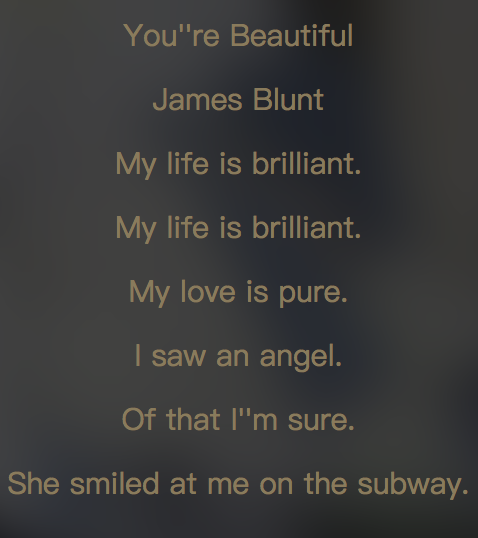 You''re Beautiful
James Blunt
My life is brilliant.
My life is brilliant.
My love is pure.
I saw an angel.
Of that I''m sure.
She smiled at me on the subway.